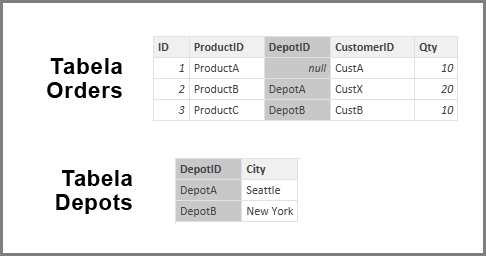 Tabela
Orders
ID ProductID DepotID CustomerID Qty
1 ProductA null CustA 10
2 ProductB DepotA CustX 20
3 ProductC DepotB CustB 10
Tabela
Depots
DepotID City
DepotA Seattle
DepotB New York